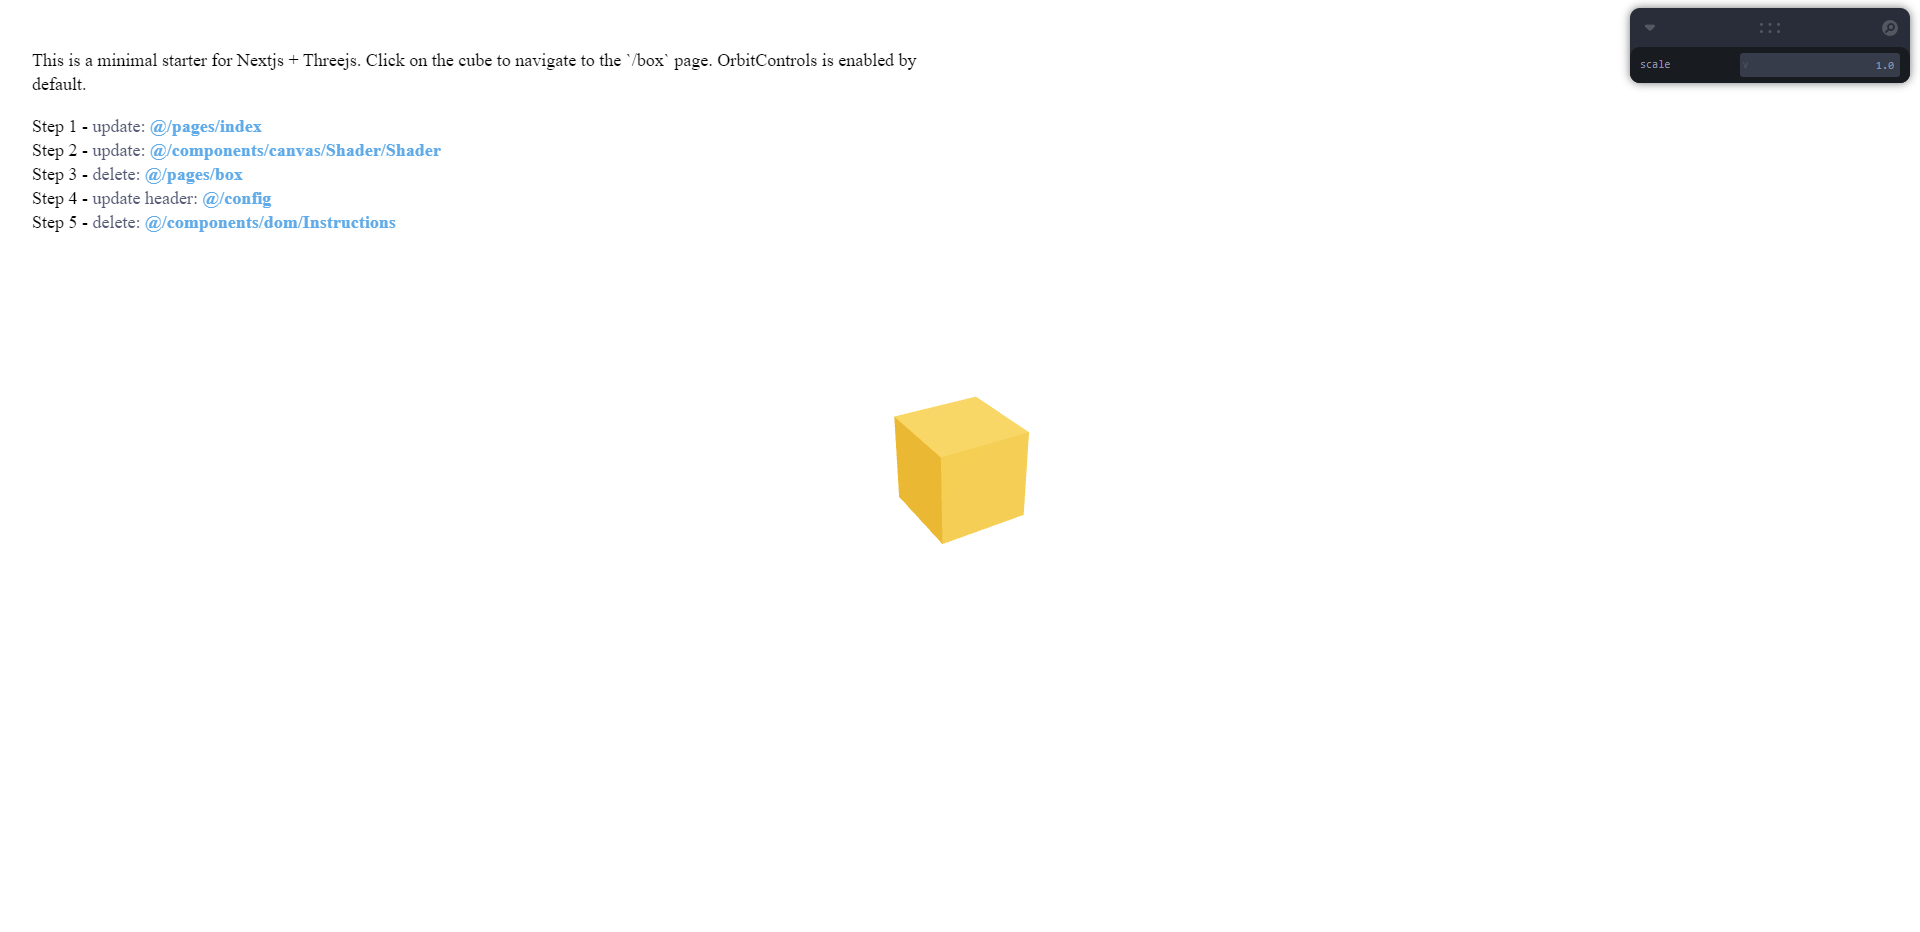 This is a minimal starter for Nextjs + Threejs. Click on the cube to navigate to the `/box` page. OrbitControls is enabled by
default.
Step 1 - update: @/pages/index
Step 2 - update: @/components/canvas/Shader/Shader
Step 3 - delete: @/pages/box
Step 4 - update header: @/config
Step 5 - delete: @/components/dom/Instructions
scale 1.0